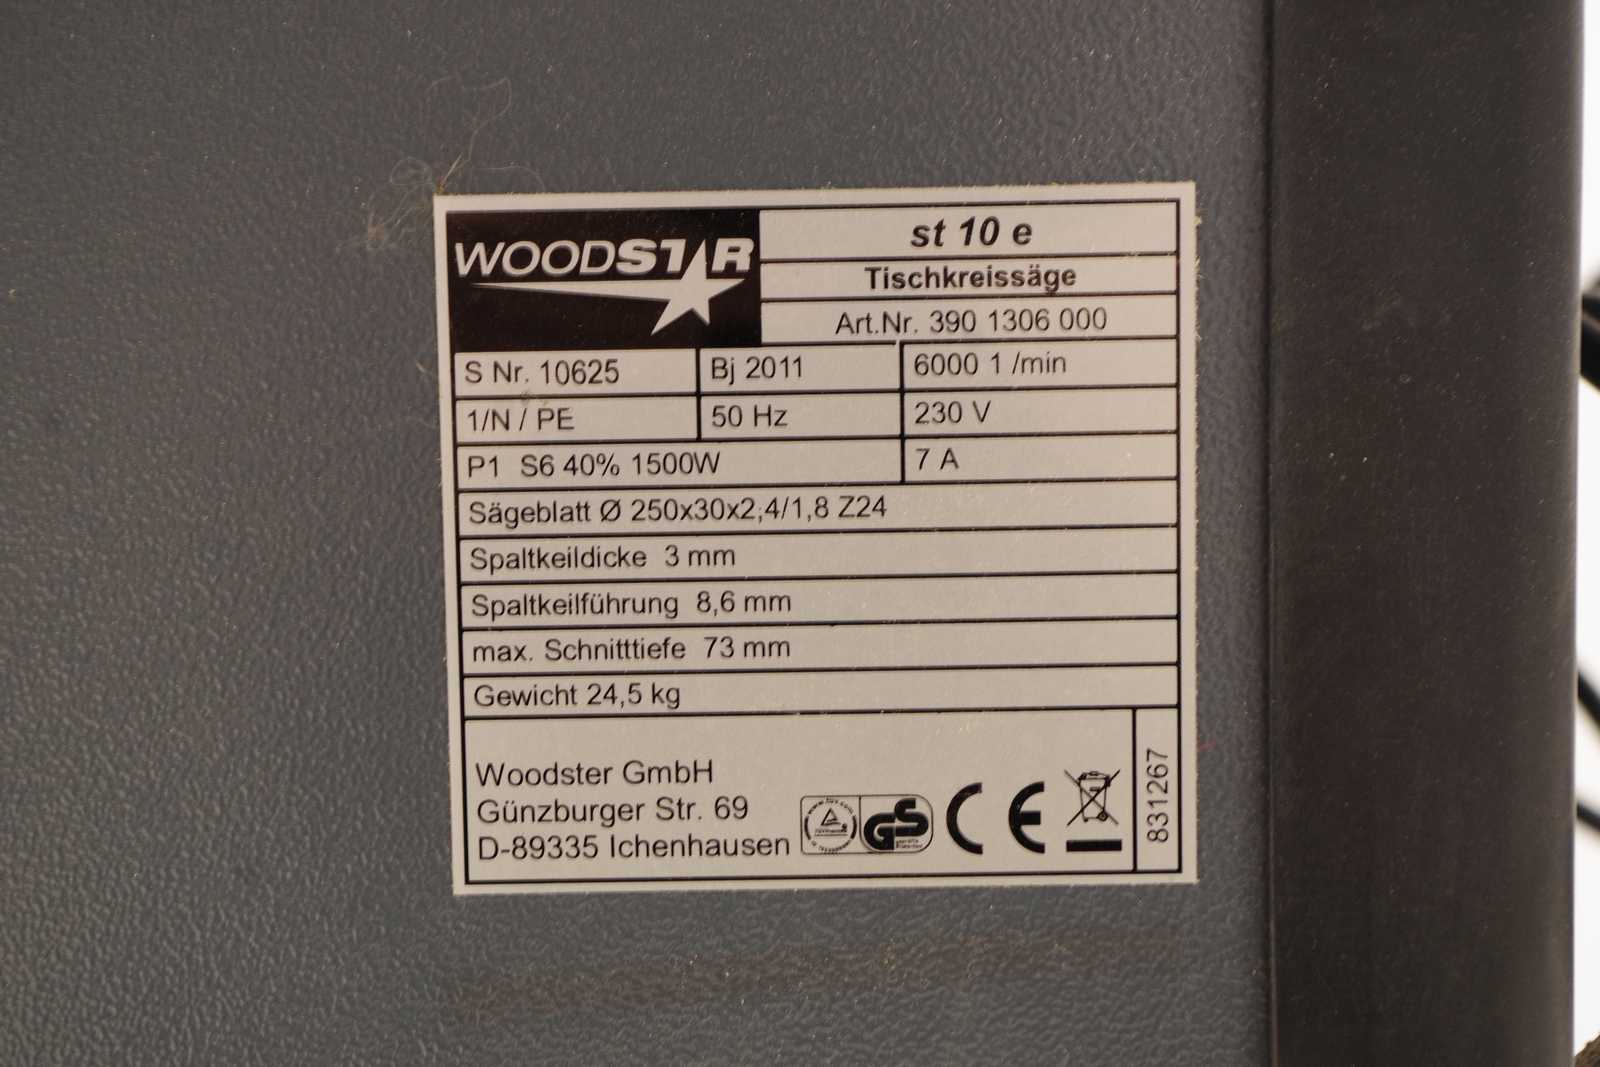 WOODSTAR
st 10 e
Tischkreissäge
Art.Nr. 390 1306 000
S Nr. 10625 Bj 2011 6000 1 /min
1/N / PE 50 Hz 230 V
P1 S6 40% 1500W 7 A
Sägeblatt Ø 250x30x2,4/1,8 Z24
Spaltkeildicke 3 mm
Spaltkeilführung 8,6 mm
max. Schnitttiefe 73 mm
Gewicht 24,5 kg
Woodster GmbH
Günzburger Str. 69
D-89335 Ichenhausen
GS
CE
831267